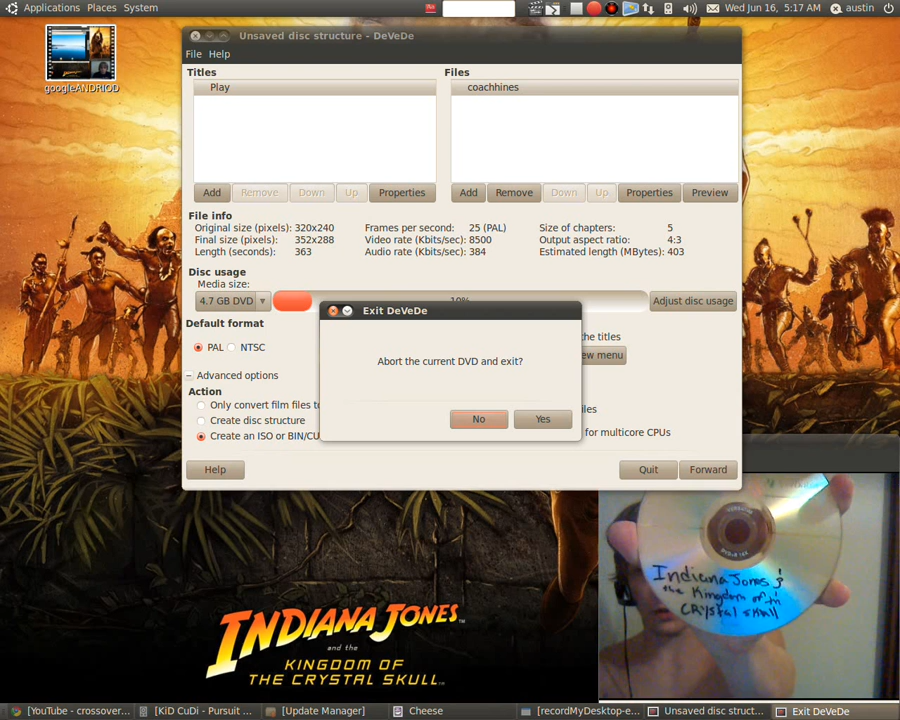 Applications Places System
Wed Jun 16, 5:17 AM austin
googleANDRIOD
Unsaved disc structure - DeVeDe
File Help
Titles
Play
Add Remove Down Up Properties
Files
coachhines
Add Remove Down Up Properties Preview
File info
Original size (pixels): 320x240
Final size (pixels): 352x288
Length (seconds): 363
Frames per second: 25 (PAL)
Video rate (Kbits/sec): 8500
Audio rate (Kbits/sec): 384
Size of chapters: 5
Output aspect ratio: 4:3
Estimated length (MBytes): 403
Disc usage
Media size:
4.7 GB DVD
10%
Adjust disc usage
Default format
PAL NTSC
the titles
ew menu
Advanced options
Action
Only convert film files to
Create disc structure
Create an ISO or BIN/CU
iles
for multicore CPUs
Help
Quit Forward
Exit DeVeDe
Abort the current DVD and exit?
No Yes
Indiana Jones &
the Kingdom of th
Crystal skull
INDIANA JONES
and the
KINGDOM OF
THE CRYSTAL SKULL
[YouTube - crossover... [KiD CuDi - Pursuit ... [Update Manager] Cheese [recordMyDesktop-e... Unsaved disc struct... Exit DeVeDe